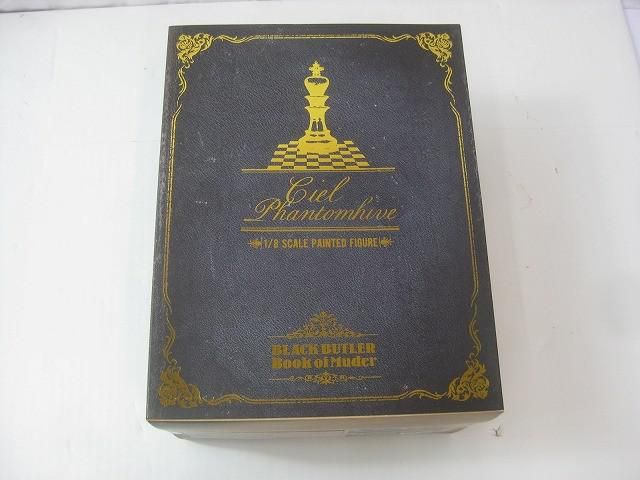 Ciel
Phantomhive
1/8 SCALE PAINTED FIGURE
BLACK BUTLER
Book of Muder